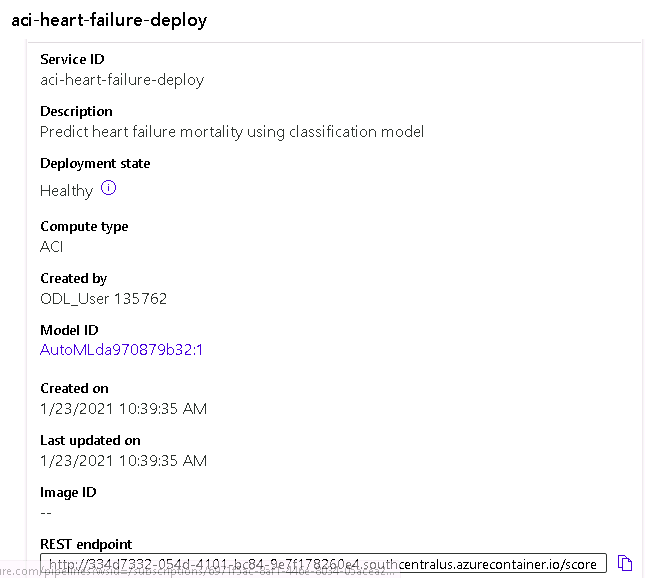 aci-heart-failure-deploy
Service ID
aci-heart-failure-deploy
Description
Predict heart failure mortality using classification model
Deployment state
Healthy
Compute type
ACI
Created by
ODL_User 135762
Model ID
AutoMLda970879b32:1
Created on
1/23/2021 10:39:35 AM
Last updated on
1/23/2021 10:39:35 AM
Image ID
--
REST endpoint
http://334d7332-054d-4101-bc84-9e7f178260e4.southcentralus.azurecontainer.io/score